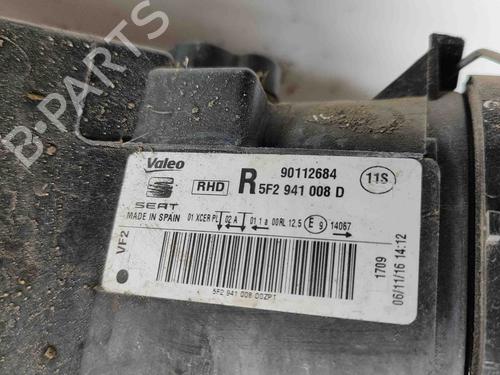 Valeo
SEAT
MADE IN SPAIN
RHD
R
90112684
5F2 941 008 D
11S
01 XCER PL 02 A 01 1 a 00RL 12.5 E 9 14067
VF2
5F2 941 008 D0ZPT
1709
06/11/16 14:12
B-PARTS